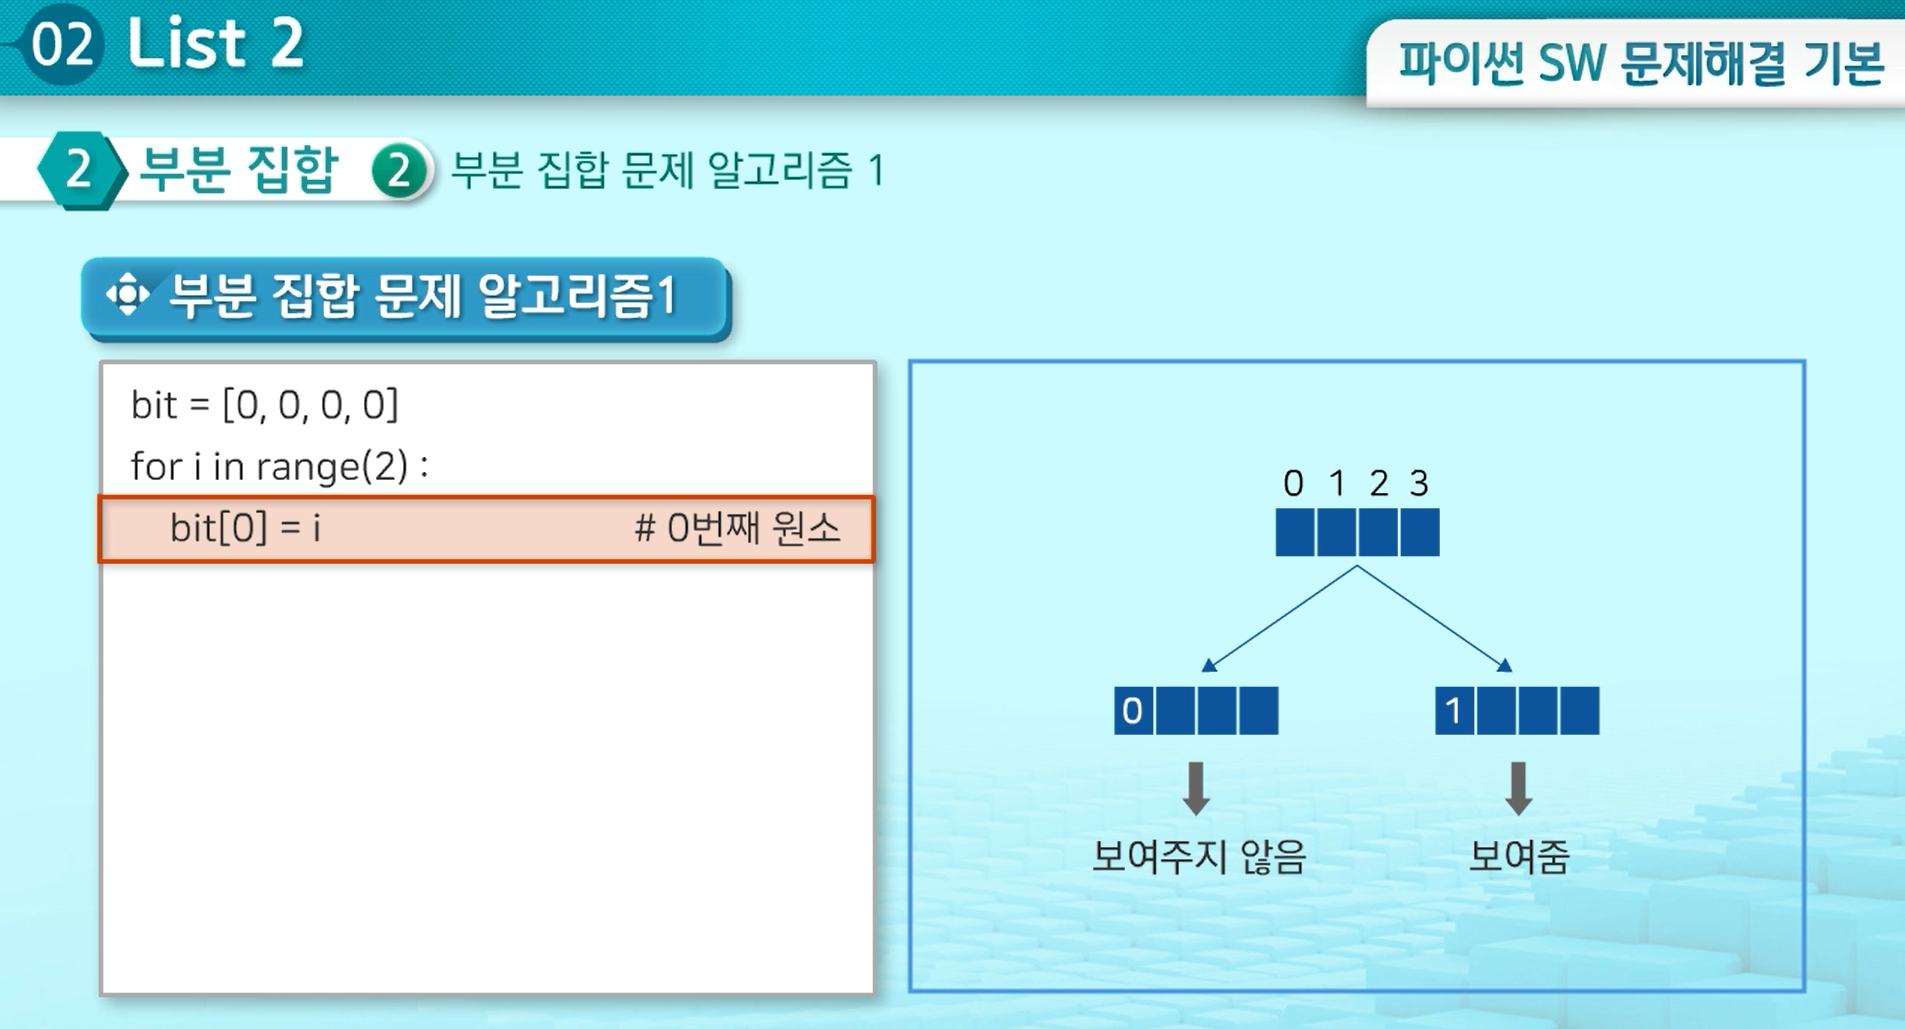 02 List 2
파이썬 SW 문제해결 기본
2 부분 집합 2 부분 집합 문제 알고리즘 1
부분 집합 문제 알고리즘1
bit = [0, 0, 0, 0]
for i in range(2) :
bit[0] = i # 0번째 원소
0 1 2 3
0 1
보여주지 않음 보여줌